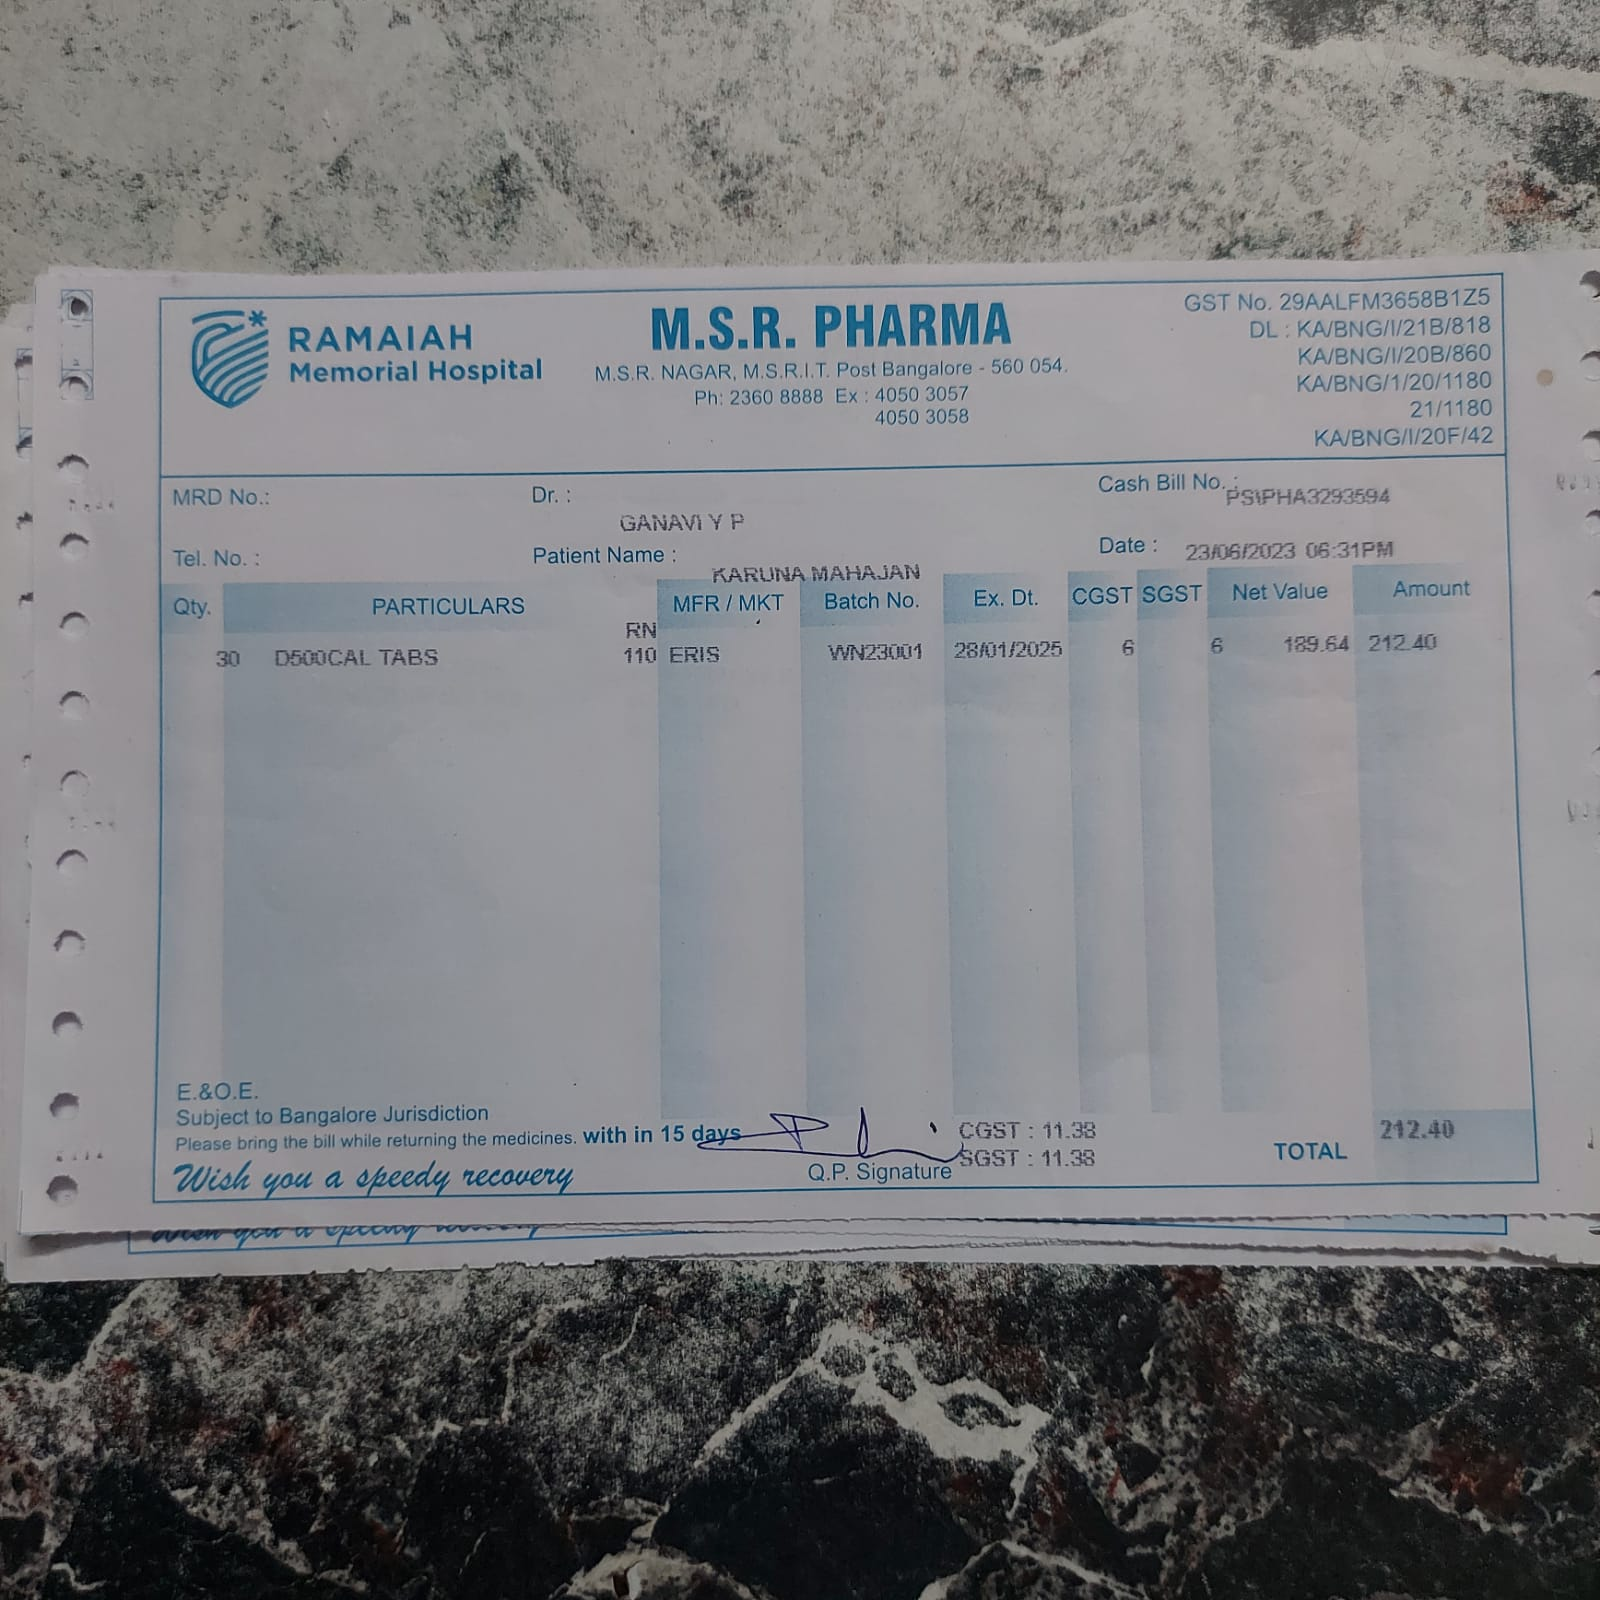 RAMAIAH
Memorial Hospital
M.S.R. PHARMA
M.S.R. NAGAR, M.S.R.I.T. Post Bangalore - 560 054.
Ph: 2360 8888 Ex : 4050 3057
4050 3058
GST No. 29AALFM3658B1Z5
DL : KA/BNG/I/21B/818
KA/BNG/I/20B/860
KA/BNG/1/20/1180
21/1180
KA/BNG/I/20F/42
MRD No.: Dr. : GANAVI Y P Cash Bill No. : PS\PHA3293594
Tel. No. : Patient Name : KARUNA MAHAJAN Date : 23/06/2023 06:31PM
Qty. PARTICULARS MFR / MKT Batch No. Ex. Dt. CGST SGST Net Value Amount
RN
30 D500CAL TABS 110 ERIS WN23001 28/01/2025 6 6 189.64 212.40
E.&O.E.
Subject to Bangalore Jurisdiction
Please bring the bill while returning the medicines. with in 15 days
Wish you a speedy recovery
Q.P. Signature
CGST : 11.38
SGST : 11.38
TOTAL 212.40
Wish you a speedy recovery